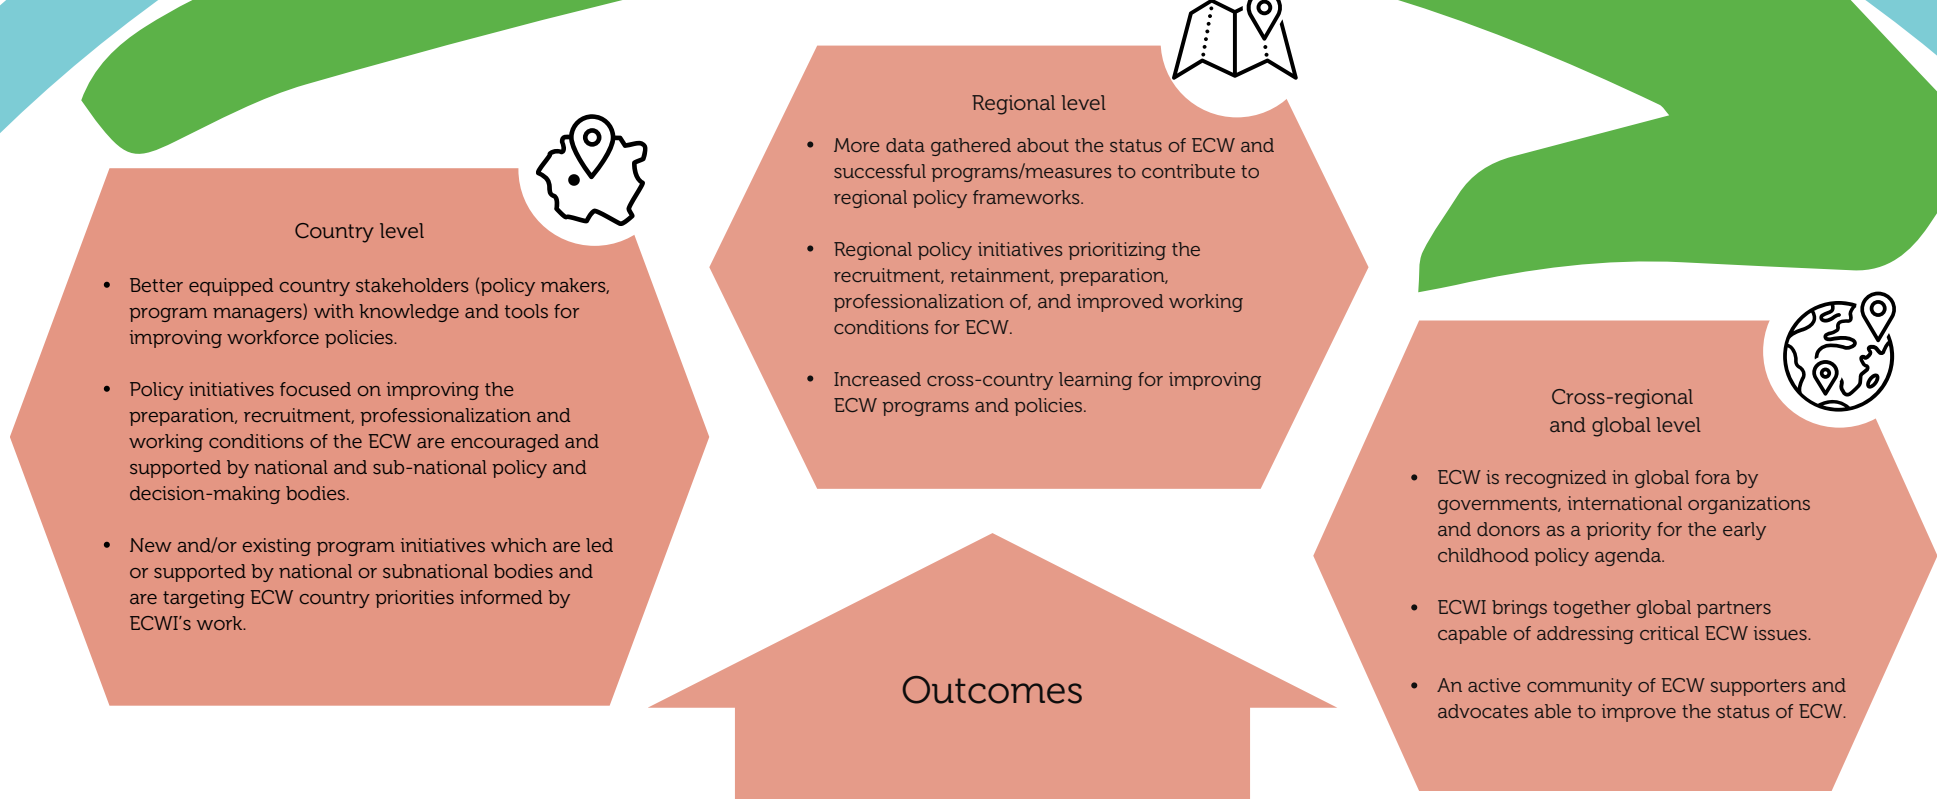 Country level
• Better equipped country stakeholders (policy makers,
program managers) with knowledge and tools for
improving workforce policies.
• Policy initiatives focused on improving the
preparation, recruitment, professionalization and
working conditions of the ECW are encouraged and
supported by national and sub-national policy and
decision-making bodies.
• New and/or existing program initiatives which are led
or supported by national or subnational bodies and
are targeting ECW country priorities informed by
ECWI’s work.
Regional level
• More data gathered about the status of ECW and
successful programs/measures to contribute to
regional policy frameworks.
• Regional policy initiatives prioritizing the
recruitment, retainment, preparation,
professionalization of, and improved working
conditions for ECW.
• Increased cross-country learning for improving
ECW programs and policies.
Cross-regional
and global level
• ECW is recognized in global fora by
governments, international organizations
and donors as a priority for the early
childhood policy agenda.
• ECWI brings together global partners
capable of addressing critical ECW issues.
• An active community of ECW supporters and
advocates able to improve the status of ECW.
Outcomes